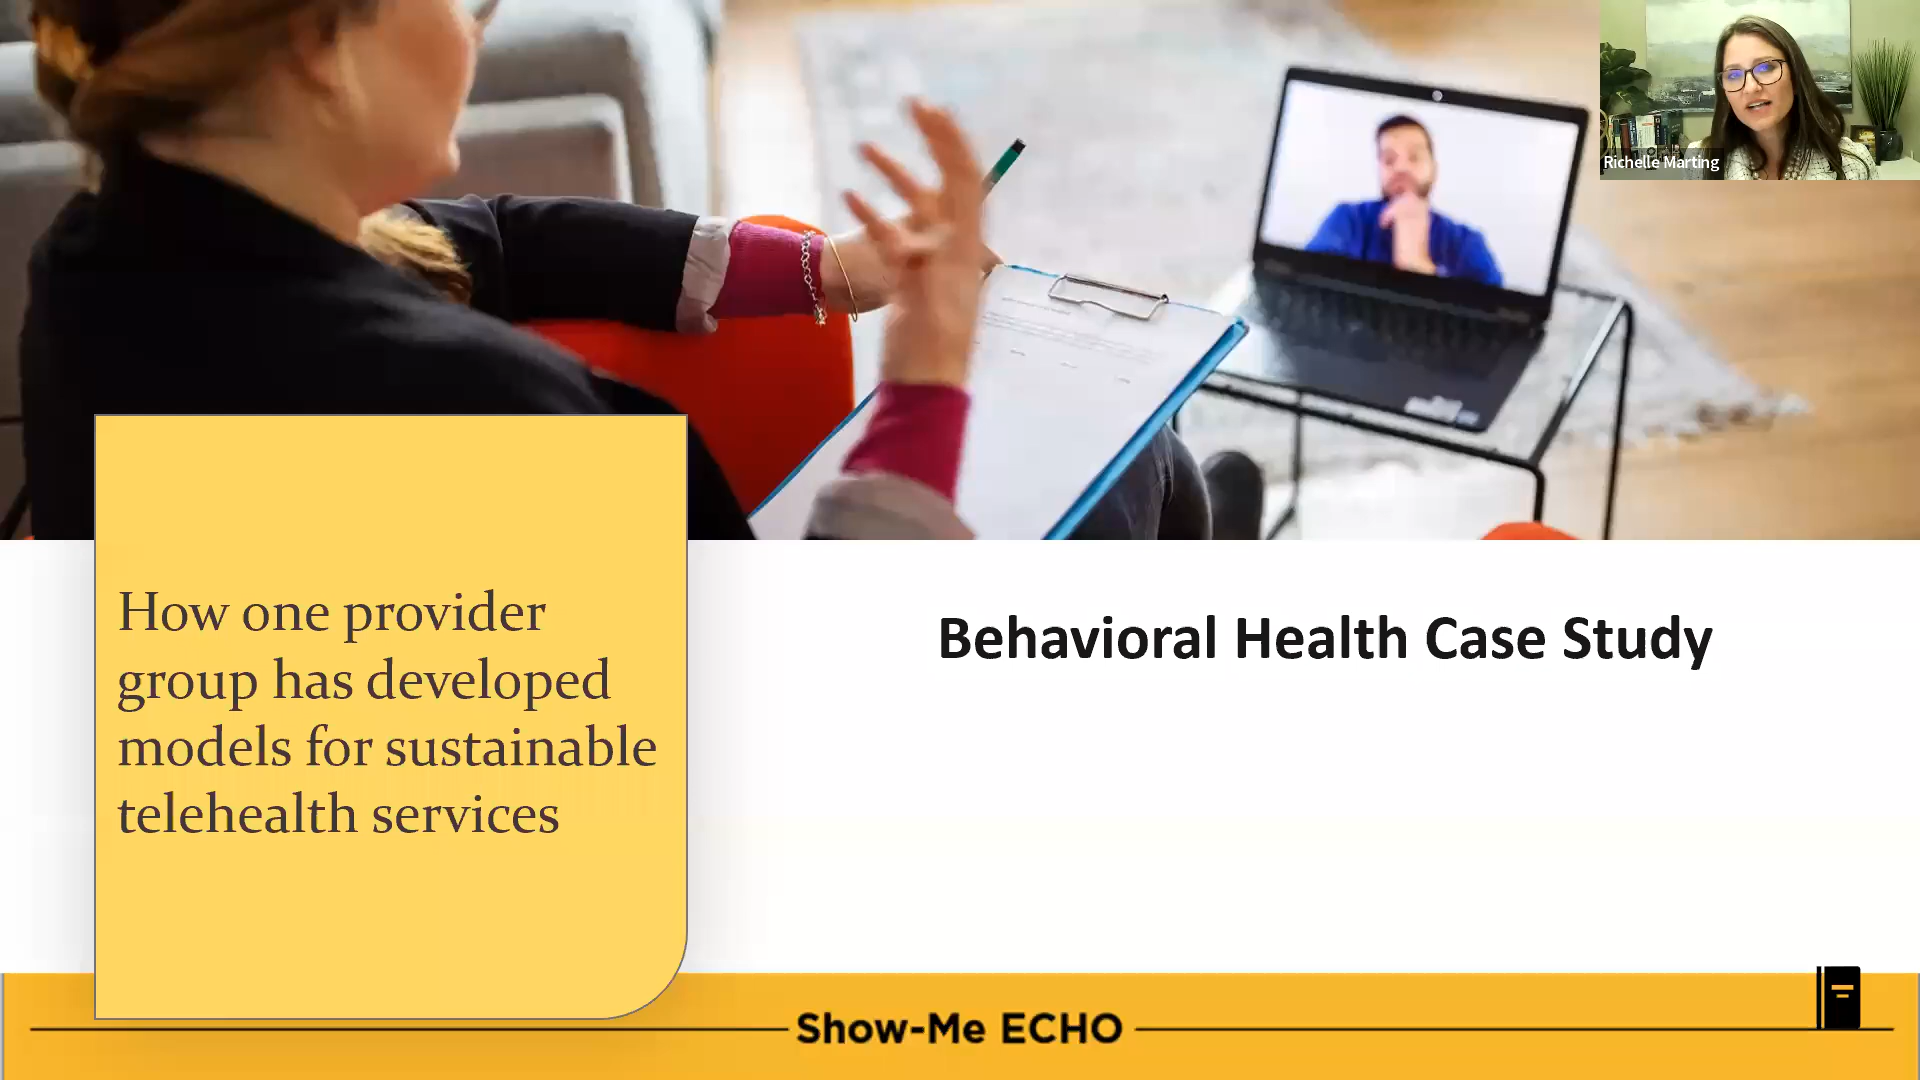 Richelle Marting
How one provider
group has developed
models for sustainable
telehealth services
Behavioral Health Case Study
Show-Me ECHO